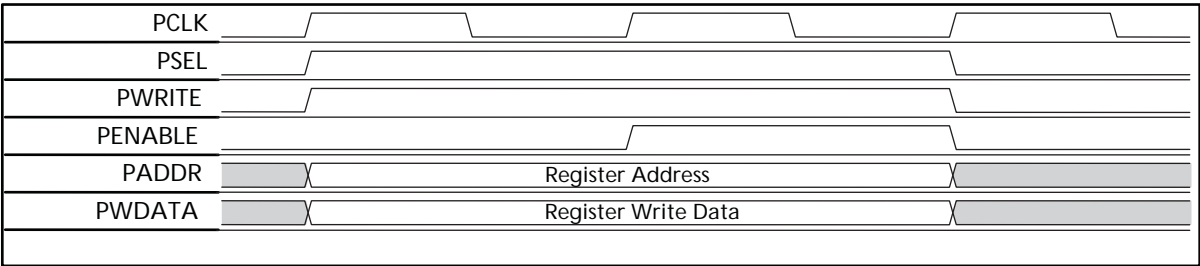 PCLK
PSEL
PWRITE
PENABLE
PADDR Register Address
PWDATA Register Write Data